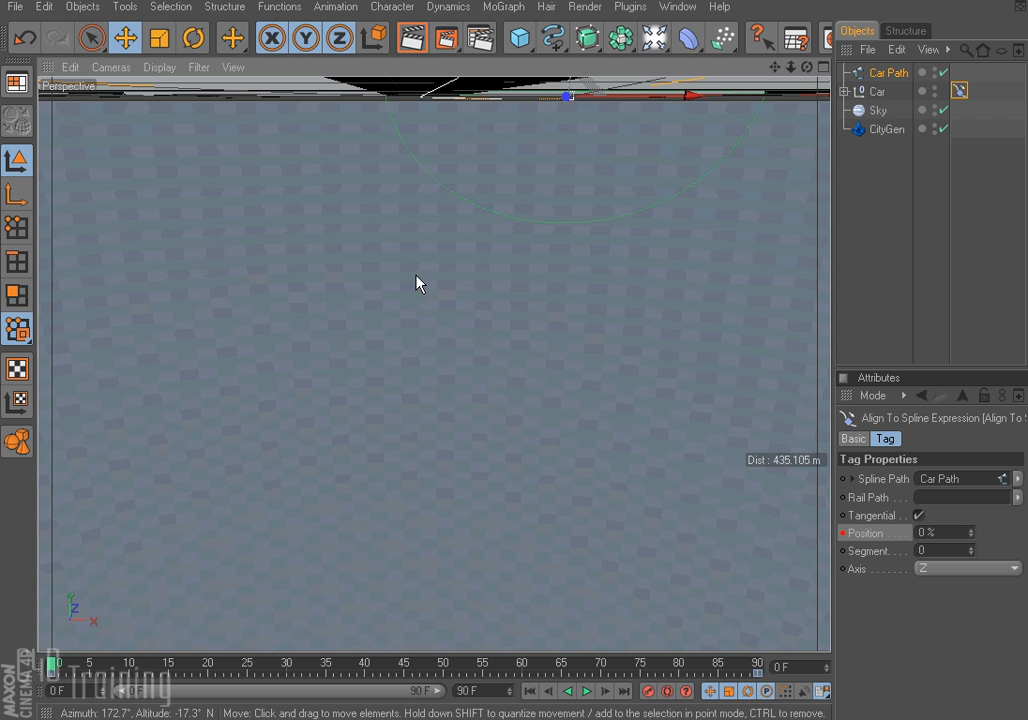 File Edit Objects Tools Selection Structure Functions Animation Character Dynamics MoGraph Hair Render Plugins Window Help
X Y Z
Objects Structure
File Edit View
Edit Cameras Display Filter View
Perspective
Car Path
Car
Sky
CityGen
Attributes
Mode
Align To Spline Expression [Align To S
Basic Tag
Tag Properties
Dist : 435.105 m
Spline Path Car Path
Rail Path . . .
Tangential . .
Position 0 %
Segment. . . . 0
Axis . . . . . . . Z
Y
Z
X
0 5 10 15 20 25 30 35 40 45 50 55 60 65 70 75 80 85 90 0 F
0 F 0 F 90 F 90 F
MAXON CINEMA 4D
Training
Azimuth: 172.7°, Altitude: -17.3° N Move: Click and drag to move elements. Hold down SHIFT to quantize movement / add to the selection in point mode, CTRL to remove.